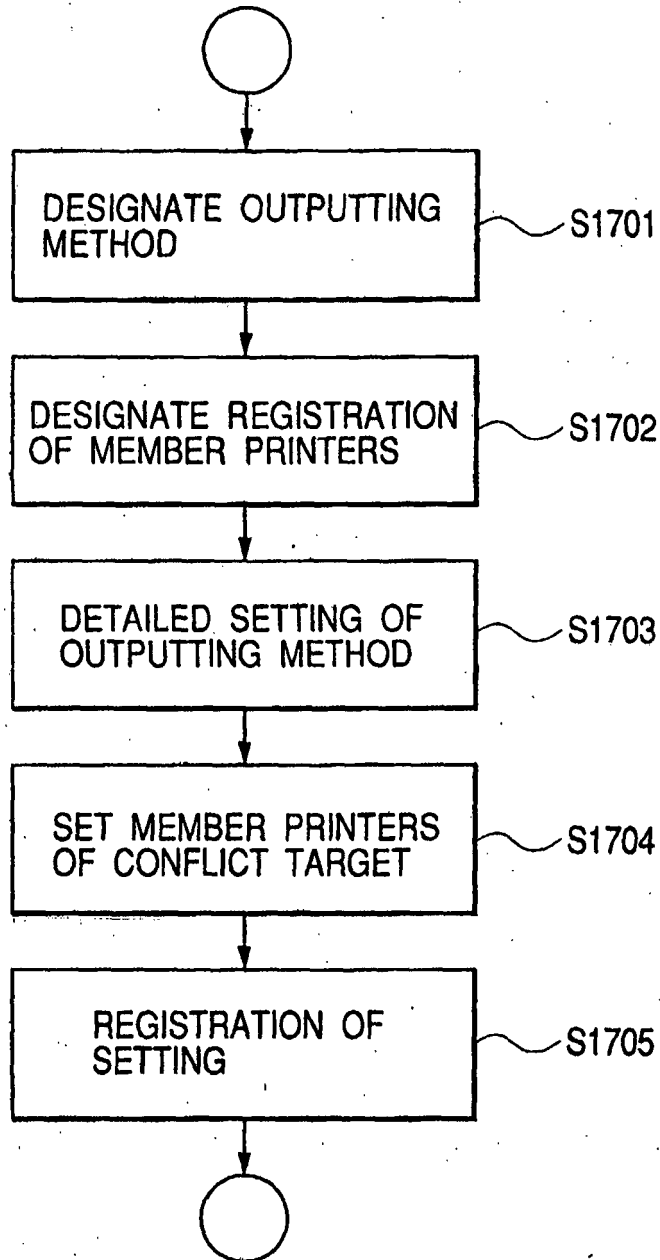 DESIGNATE OUTPUTTING
METHOD
S1701
DESIGNATE REGISTRATION
OF MEMBER PRINTERS
S1702
DETAILED SETTING OF
OUTPUTTING METHOD
S1703
SET MEMBER PRINTERS
OF CONFLICT TARGET
S1704
REGISTRATION OF
SETTING
S1705